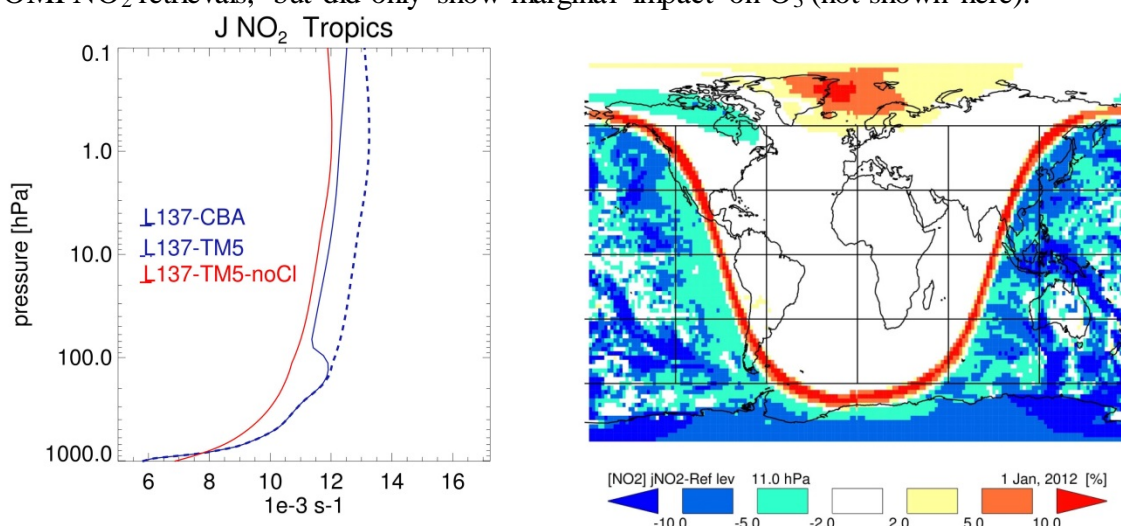 OMI NO2 retrievals, but did only show marginal impact on O3 (not shown here).
J NO2 Tropics
0.1
1.0
10.0
100.0
1000.0
pressure [hPa]
L137-CBA
L137-TM5
L137-TM5-noCl
6 8 10 12 14 16
1e-3 s-1
[NO2] jNO2-Ref lev 11.0 hPa 1 Jan, 2012 [%]
-10.0 -5.0 -2.0 2.0 5.0 10.0